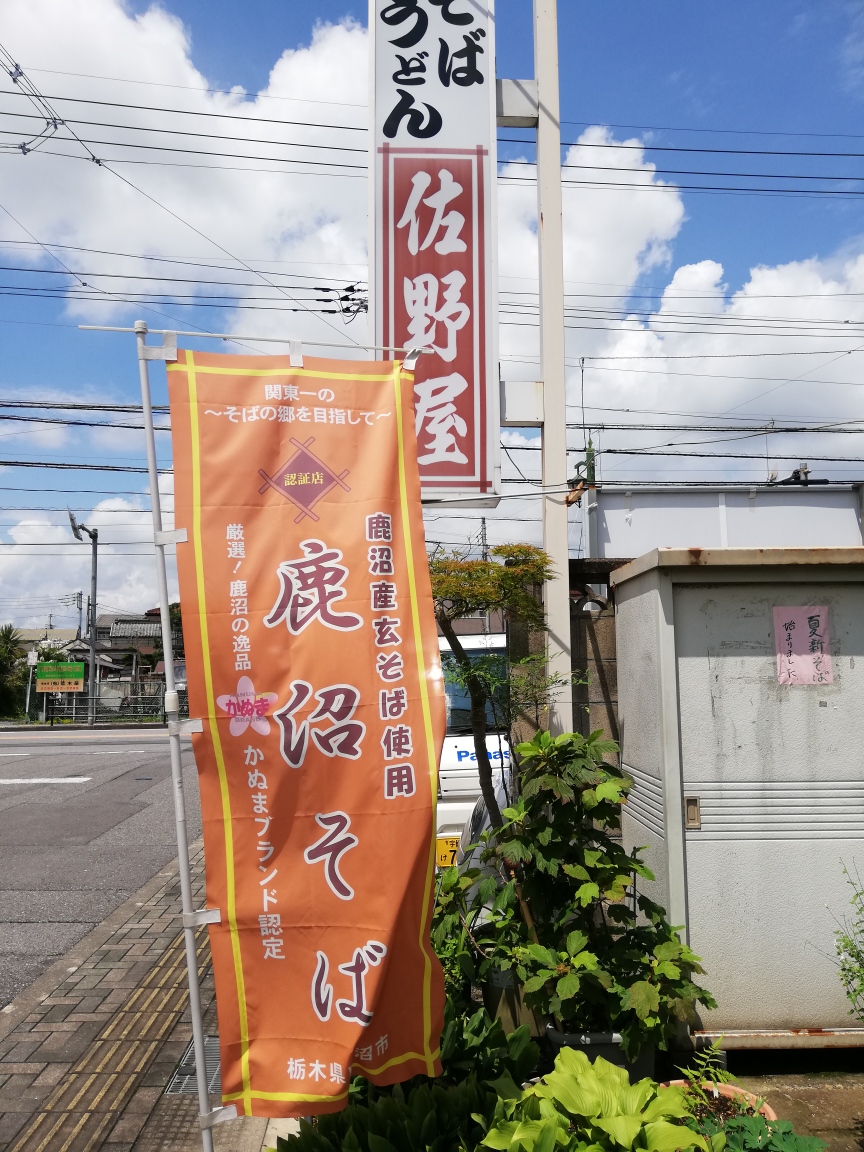 そば
うどん
佐野屋
関東一の
～そばの郷を目指して～
認証店
鹿沼産玄そば使用
鹿沼そば
厳選！鹿沼の逸品
かぬま
かぬまブランド認定
栃木県
沼市
夏新そば
始まりました
Panas